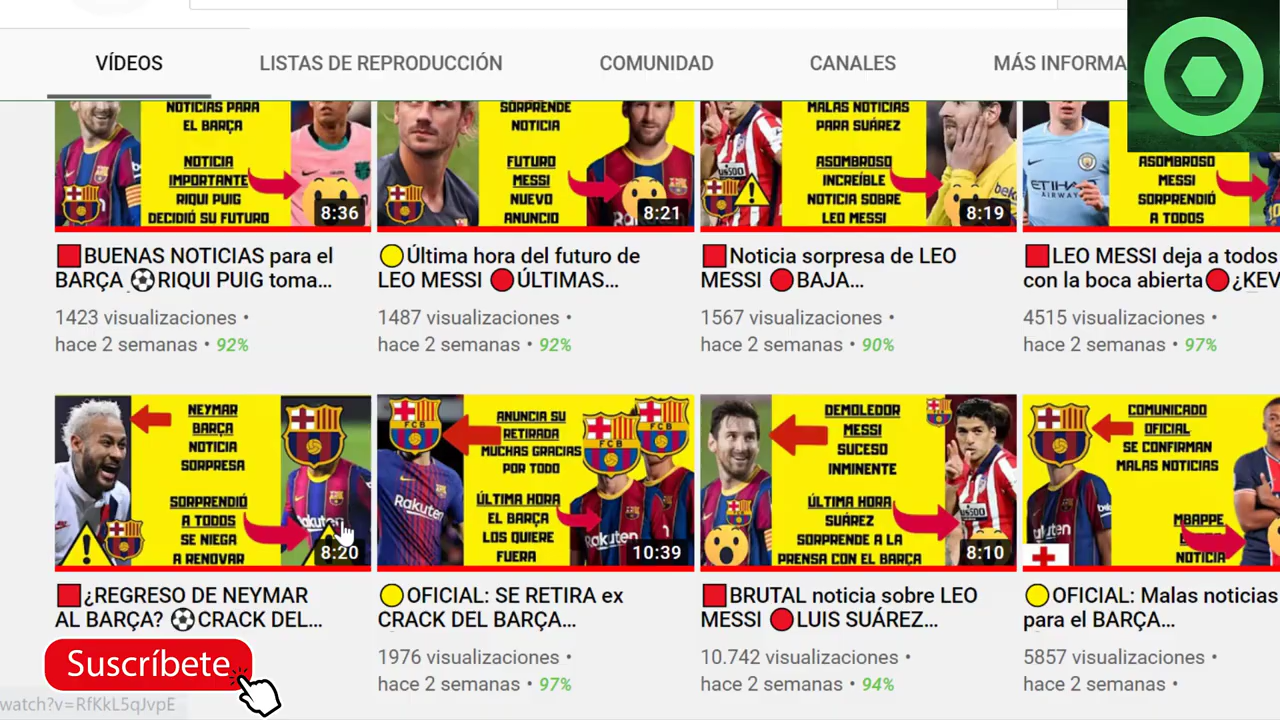 VÍDEOS
LISTAS DE REPRODUCCIÓN
COMUNIDAD
CANALES
MÁS INFORMA
NOTICIAS PARA
EL BARÇA
NOTICIA
IMPORTANTE
RIQUI PUIG
DECIDIÓ SU FUTURO
8:36
SORPRENDE
NOTICIA
FUTURO
MESSI
NUEVO
ANUNCIO
8:21
MALAS NOTICIAS
PARA SUÁREZ
ASOMBROSO
INCREÍBLE
NOTICIA SOBRE
LEO MESSI
8:19
ETIHAD
AIRWAYS
ASOMBROSO
MESSI
SORPRENDIÓ
A TODOS
BUENAS NOTICIAS para el
BARÇA ⚽RIQUI PUIG toma...
1423 visualizaciones •
hace 2 semanas • 92%
Última hora del futuro de
LEO MESSI 🔴ÚLTIMAS...
1487 visualizaciones •
hace 2 semanas • 92%
Noticia sorpresa de LEO
MESSI 🔴BAJA...
1567 visualizaciones •
hace 2 semanas • 90%
LEO MESSI deja a todos
con la boca abierta🔴¿KEV
4515 visualizaciones •
hace 2 semanas • 97%
NEYMAR
BARÇA
NOTICIA
SORPRESA
SORPRENDIÓ
A TODOS
SE NIEGA
A RENOVAR
8:20
FCB
Rakuten
ANUNCIA SU
RETIRADA
MUCHAS GRACIAS
POR TODO
ÚLTIMA HORA
EL BARÇA
LOS QUIERE
FUERA
FCB
FCB
Rakuten
10:39
DEMOLEDOR
MESSI
SUCESO
INMINENTE
ÚLTIMA HORA
SUÁREZ
SORPRENDE A LA
PRENSA CON EL BARÇA
8:10
COMUNICADO
OFICIAL
SE CONFIRMAN
MALAS NOTICIAS
MBAPPE
NOTICIA
¿REGRESO DE NEYMAR
AL BARÇA? ⚽CRACK DEL...
OFICIAL: SE RETIRA ex
CRACK DEL BARÇA...
1976 visualizaciones •
hace 2 semanas • 97%
BRUTAL noticia sobre LEO
MESSI 🔴LUIS SUÁREZ...
10.742 visualizaciones •
hace 2 semanas • 94%
OFICIAL: Malas noticias
para el BARÇA...
5857 visualizaciones •
hace 2 semanas •
Suscríbete
watch?v=RfKkL5qJvpE